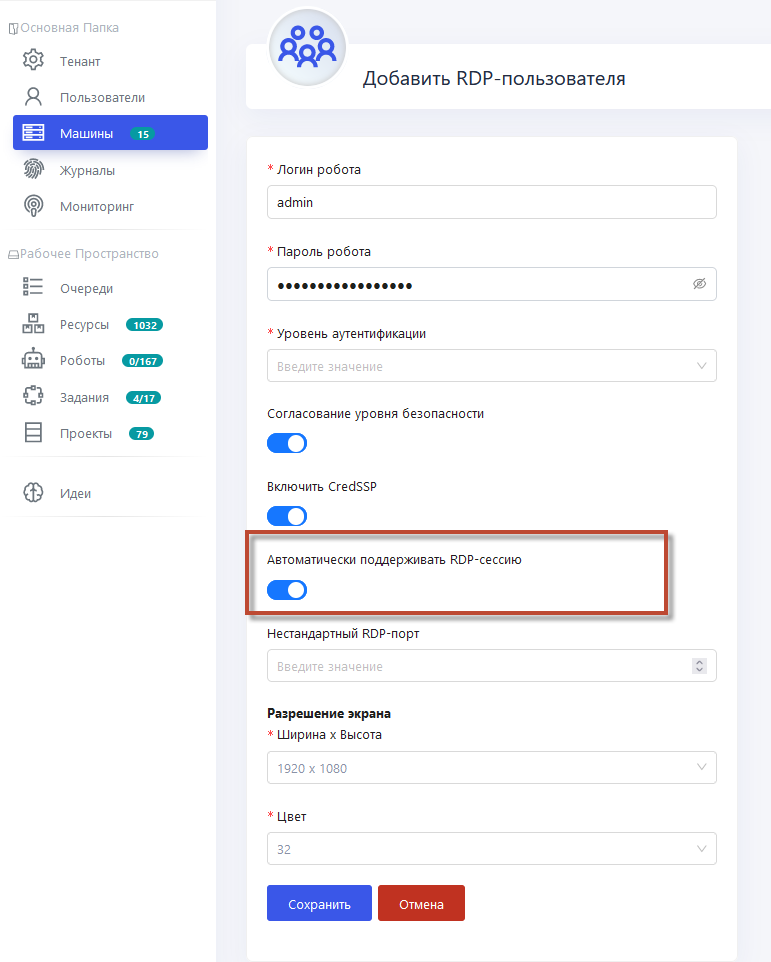 Основная Папка
Тенант
Пользователи
Машины 15
Журналы
Мониторинг
Рабочее Пространство
Очереди
Ресурсы 1032
Роботы 0/167
Задания 4/17
Проекты 79
Идеи
Добавить RDP-пользователя
* Логин робота
admin
* Пароль робота
•••••••••••••••••
* Уровень аутентификации
Введите значение
Согласование уровня безопасности
Включить CredSSP
Автоматически поддерживать RDP-сессию
Нестандартный RDP-порт
Введите значение
Разрешение экрана
* Ширина x Высота
1920 x 1080
* Цвет
32
Сохранить Отмена